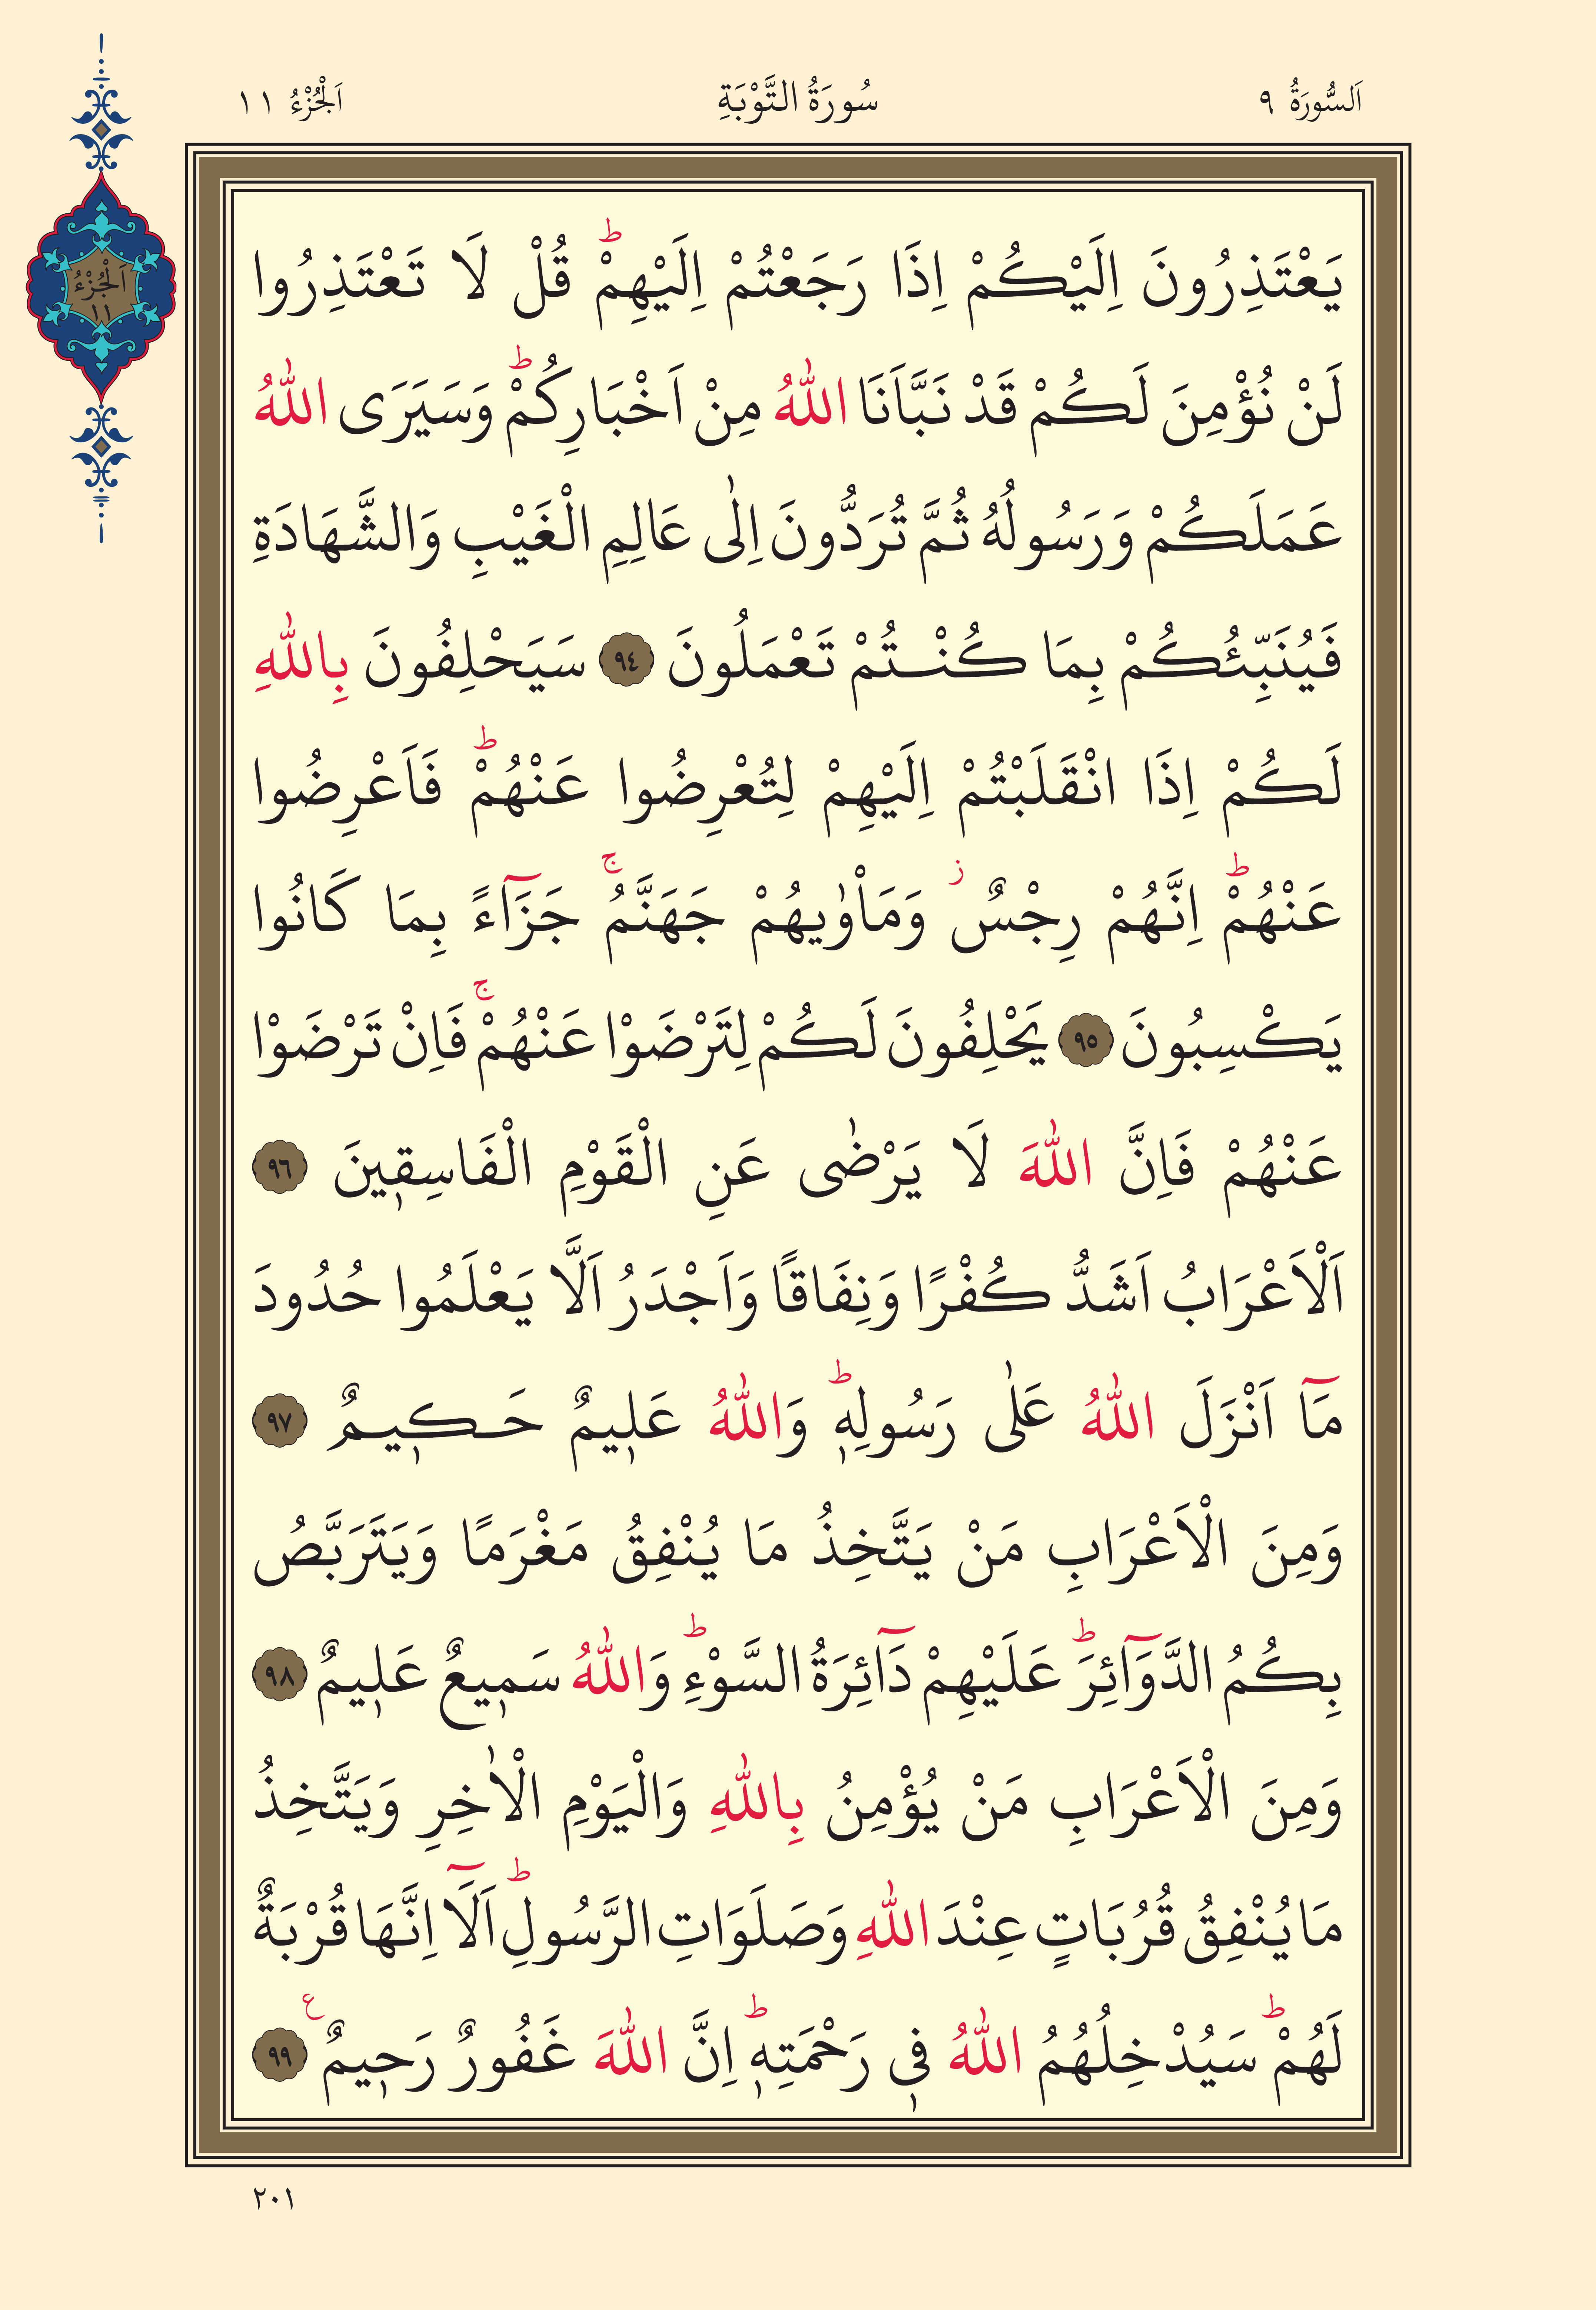 اَلسُّورَةُ ٩ سُورَةُ التَّوْبَةِ اَلْجُزْءُ ١١
اَلْجُزْءُ
١١
يَعْتَذِرُونَ اِلَيْكُمْ اِذَا رَجَعْتُمْ اِلَيْهِمْۜ قُلْ لَا تَعْتَذِرُوا
لَنْ نُؤْمِنَ لَكُمْ قَدْ نَبَّاَنَا اللّٰهُ مِنْ اَخْبَارِكُمْۜ وَسَيَرَى اللّٰهُ
عَمَلَكُمْ وَرَسُولُهُ ثُمَّ تُرَدُّونَ اِلٰى عَالِمِ الْغَيْبِ وَالشَّهَادَةِ
فَيُنَبِّئُكُمْ بِمَا كُنْتُمْ تَعْمَلُونَ ٩٤ سَيَحْلِفُونَ بِاللّٰهِ
لَكُمْ اِذَا انْقَلَبْتُمْ اِلَيْهِمْ لِتُعْرِضُوا عَنْهُمْۜ فَاَعْرِضُوا
عَنْهُمْۜ اِنَّهُمْ رِجْسٌۘ وَمَاْوٰيهُمْ جَهَنَّمُۚ جَزَٓاءً بِمَا كَانُوا
يَكْسِبُونَ ٩٥ يَحْلِفُونَ لَكُمْ لِتَرْضَوْا عَنْهُمْۚ فَاِنْ تَرْضَوْا
عَنْهُمْ فَاِنَّ اللّٰهَ لَا يَرْضٰى عَنِ الْقَوْمِ الْفَاسِقٖينَ ٩٦
اَلْاَعْرَابُ اَشَدُّ كُفْرًا وَنِفَاقًا وَاَجْدَرُ اَلَّا يَعْلَمُوا حُدُودَ
مَٓا اَنْزَلَ اللّٰهُ عَلٰى رَسُولِهٖۜ وَاللّٰهُ عَلٖيمٌ حَكٖيمٌ ٩٧
وَمِنَ الْاَعْرَابِ مَنْ يَتَّخِذُ مَا يُنْفِقُ مَغْرَمًا وَيَتَرَبَّصُ
بِكُمُ الدَّوَٓائِرَۜ عَلَيْهِمْ دَٓائِرَةُ السَّوْءِۜ وَاللّٰهُ سَمٖيعٌ عَلٖيمٌ ٩٨
وَمِنَ الْاَعْرَابِ مَنْ يُؤْمِنُ بِاللّٰهِ وَالْيَوْمِ الْاٰخِرِ وَيَتَّخِذُ
مَا يُنْفِقُ قُرُبَاتٍ عِنْدَ اللّٰهِ وَصَلَوَاتِ الرَّسُولِۜ اَلَٓا اِنَّهَا قُرْبَةٌ
لَهُمْۜ سَيُدْخِلُهُمُ اللّٰهُ فٖى رَحْمَتِهٖۜ اِنَّ اللّٰهَ غَفُورٌ رَحٖيمٌ ع ٩٩
٢٠١